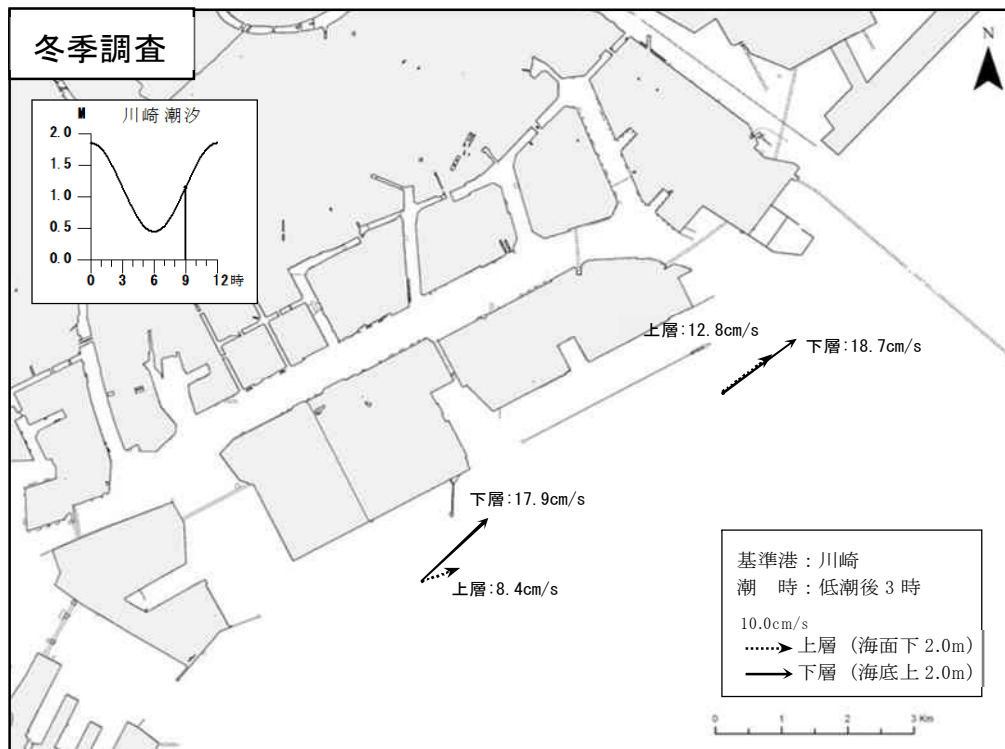 冬季調査
N
M 川崎 潮汐
2.0
1.5
1.0
0.5
0.0
0 3 6 9 12時
上層:12.8cm/s
下層:18.7cm/s
下層:17.9cm/s
上層:8.4cm/s
基準港:川崎
潮 時:低潮後3時
10.0cm/s
上層 (海面下 2.0m)
下層 (海底上 2.0m)
0 1 2 3 Km